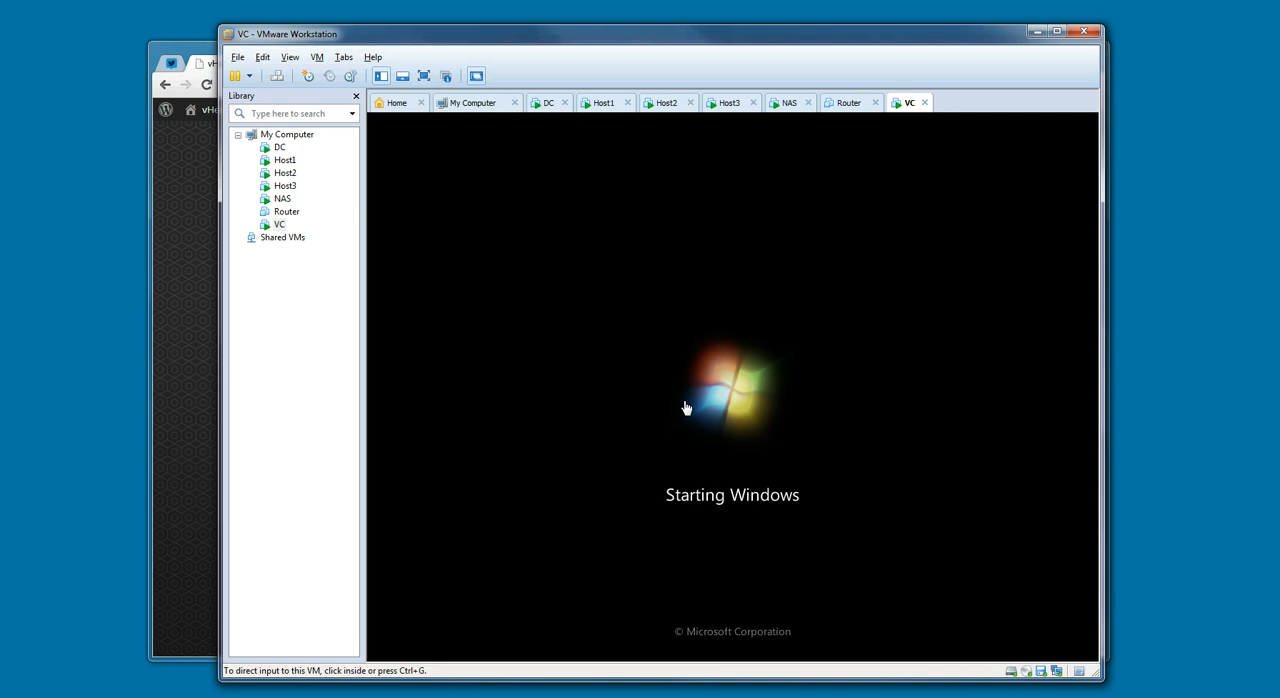 VC - VMware Workstation
File Edit View VM Tabs Help
Library
Type here to search
My Computer
DC
Host1
Host2
Host3
NAS
Router
VC
Shared VMs
Home
My Computer
DC
Host1
Host2
Host3
NAS
Router
VC
Starting Windows
© Microsoft Corporation
To direct input to this VM, click inside or press Ctrl+G.